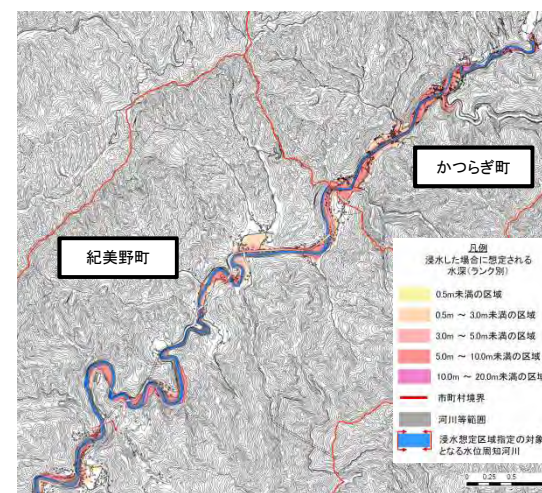 かつらぎ町
紀美野町
凡例
浸水した場合に想定される
水深(ランク別)
0.5m未満の区域
0.5m ～ 3.0m未満の区域
3.0m ～ 5.0m未満の区域
5.0m ～ 10.0m未満の区域
10.0m ～ 20.0m未満の区域
市町村境界
河川等範囲
浸水想定区域指定の対象
となる水位周知河川
0 0.25 0.5